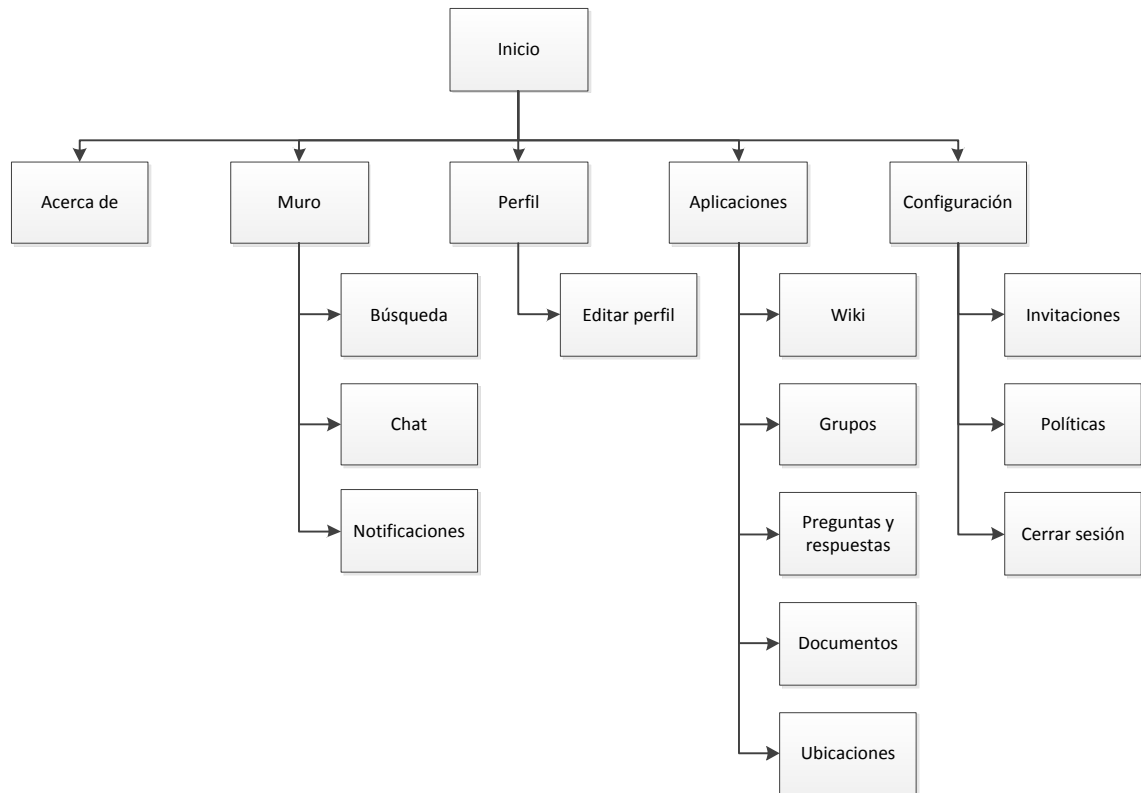 Inicio
Acerca de
Muro
Perfil
Aplicaciones
Configuración
Búsqueda
Editar perfil
Wiki
Invitaciones
Chat
Grupos
Políticas
Notificaciones
Preguntas y
respuestas
Cerrar sesión
Documentos
Ubicaciones